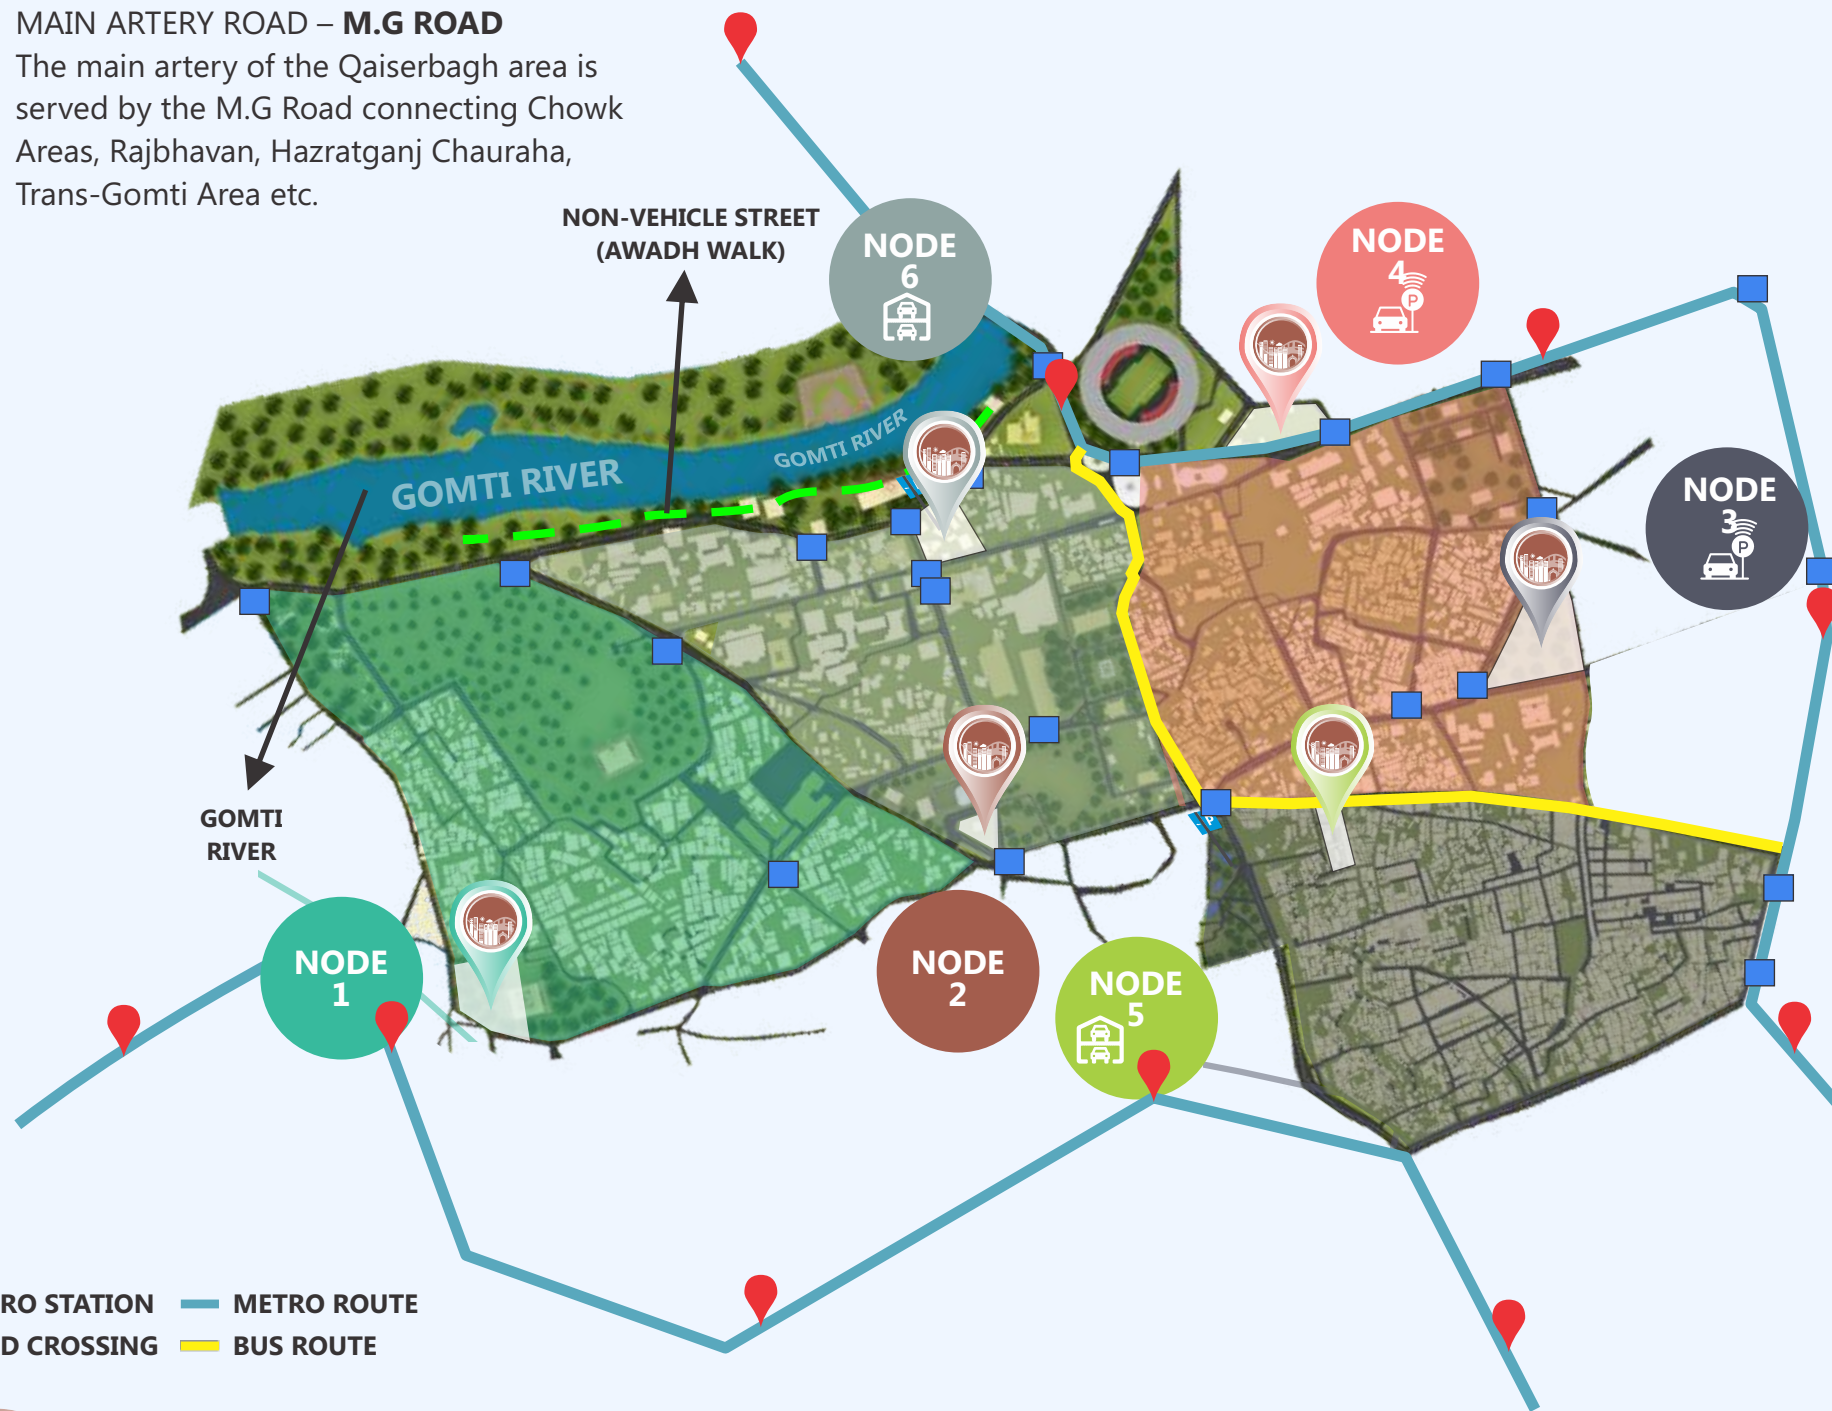 MAIN ARTERY ROAD – M.G ROAD
The main artery of the Qaiserbagh area is
served by the M.G Road connecting Chowk
Areas, Rajbhavan, Hazratganj Chauraha,
Trans-Gomti Area etc.
NON-VEHICLE STREET
(AWADH WALK)
NODE
6
NODE
4
P
GOMTI RIVER
GOMTI RIVER
NODE
3
P
GOMTI
RIVER
P
NODE
1
NODE
2
NODE
5
RO STATION
METRO ROUTE
D CROSSING
BUS ROUTE